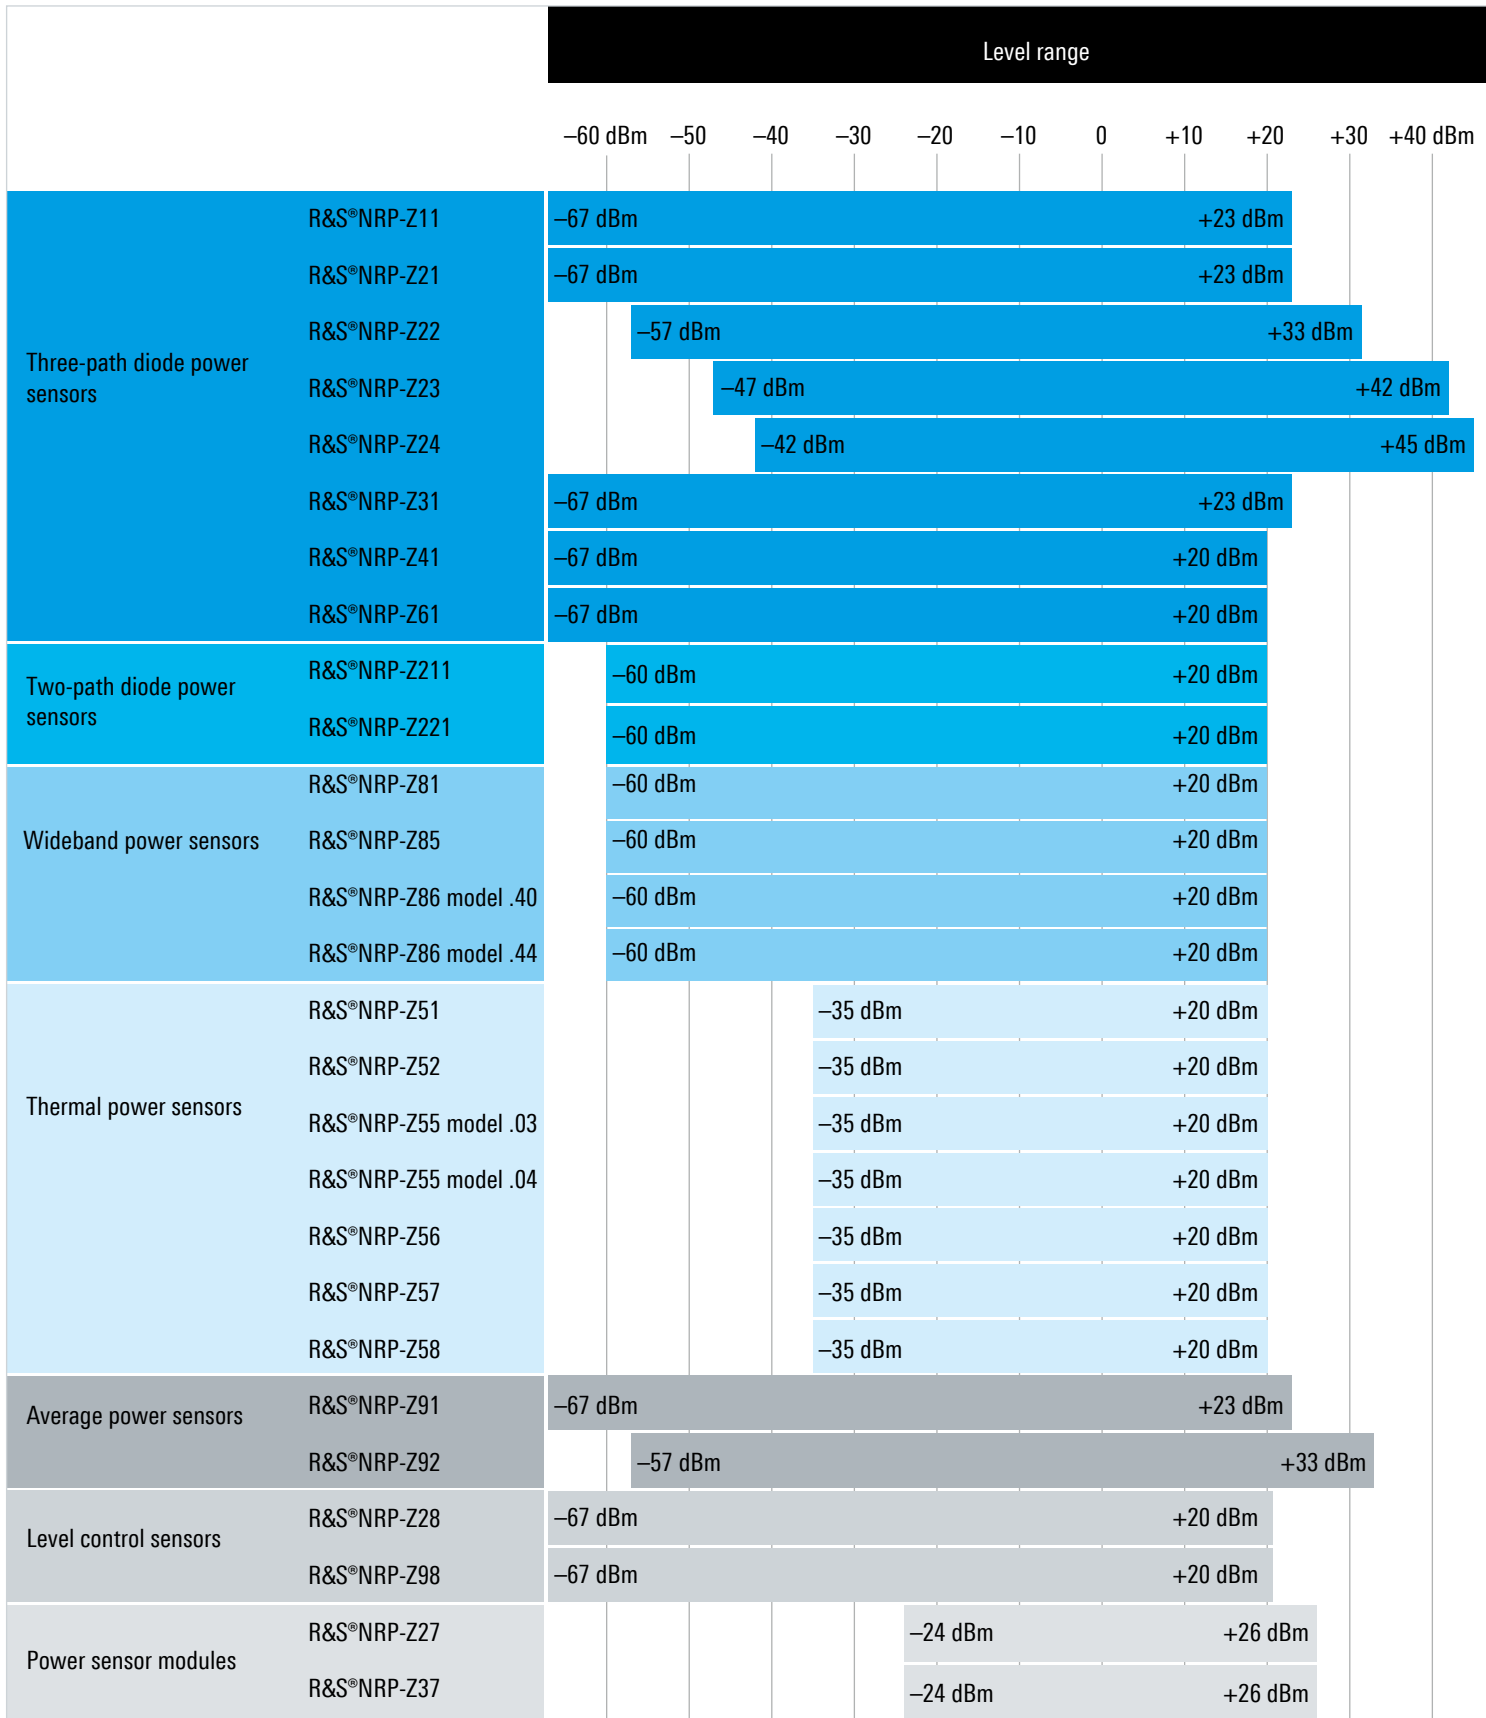 Level range
–60 dBm –50 –40 –30 –20 –10 0 +10 +20 +30 +40 dBm
Three-path diode power
sensors
R&S®NRP-Z11 –67 dBm +23 dBm
R&S®NRP-Z21 –67 dBm +23 dBm
R&S®NRP-Z22 –57 dBm +33 dBm
R&S®NRP-Z23 –47 dBm +42 dBm
R&S®NRP-Z24 –42 dBm +45 dBm
R&S®NRP-Z31 –67 dBm +23 dBm
R&S®NRP-Z41 –67 dBm +20 dBm
R&S®NRP-Z61 –67 dBm +20 dBm
Two-path diode power
sensors
R&S®NRP-Z211 –60 dBm +20 dBm
R&S®NRP-Z221 –60 dBm +20 dBm
Wideband power sensors
R&S®NRP-Z81 –60 dBm +20 dBm
R&S®NRP-Z85 –60 dBm +20 dBm
R&S®NRP-Z86 model .40 –60 dBm +20 dBm
R&S®NRP-Z86 model .44 –60 dBm +20 dBm
Thermal power sensors
R&S®NRP-Z51 –35 dBm +20 dBm
R&S®NRP-Z52 –35 dBm +20 dBm
R&S®NRP-Z55 model .03 –35 dBm +20 dBm
R&S®NRP-Z55 model .04 –35 dBm +20 dBm
R&S®NRP-Z56 –35 dBm +20 dBm
R&S®NRP-Z57 –35 dBm +20 dBm
R&S®NRP-Z58 –35 dBm +20 dBm
Average power sensors
R&S®NRP-Z91 –67 dBm +23 dBm
R&S®NRP-Z92 –57 dBm +33 dBm
Level control sensors
R&S®NRP-Z28 –67 dBm +20 dBm
R&S®NRP-Z98 –67 dBm +20 dBm
Power sensor modules
R&S®NRP-Z27 –24 dBm +26 dBm
R&S®NRP-Z37 –24 dBm +26 dBm